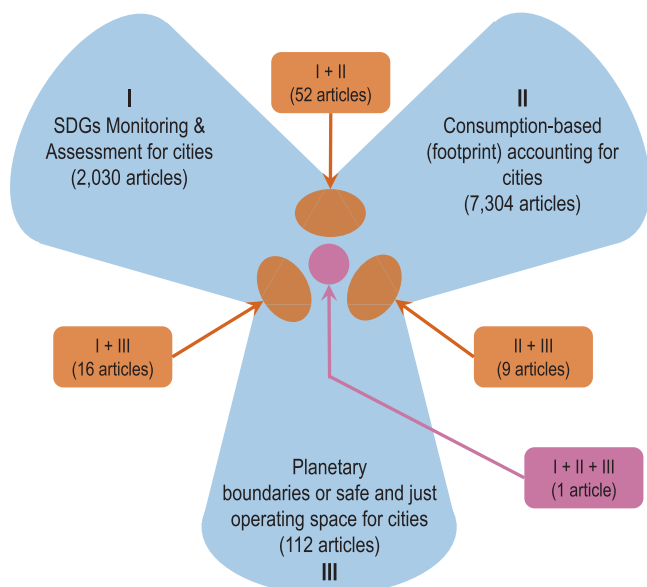 I + II
(52 articles)
I
SDGs Monitoring &
Assessment for cities
(2,030 articles)
II
Consumption-based
(footprint) accounting for
cities
(7,304 articles)
I + III
(16 articles)
II + III
(9 articles)
I + II + III
(1 article)
Planetary
boundaries or safe and just
operating space for cities
(112 articles)
III